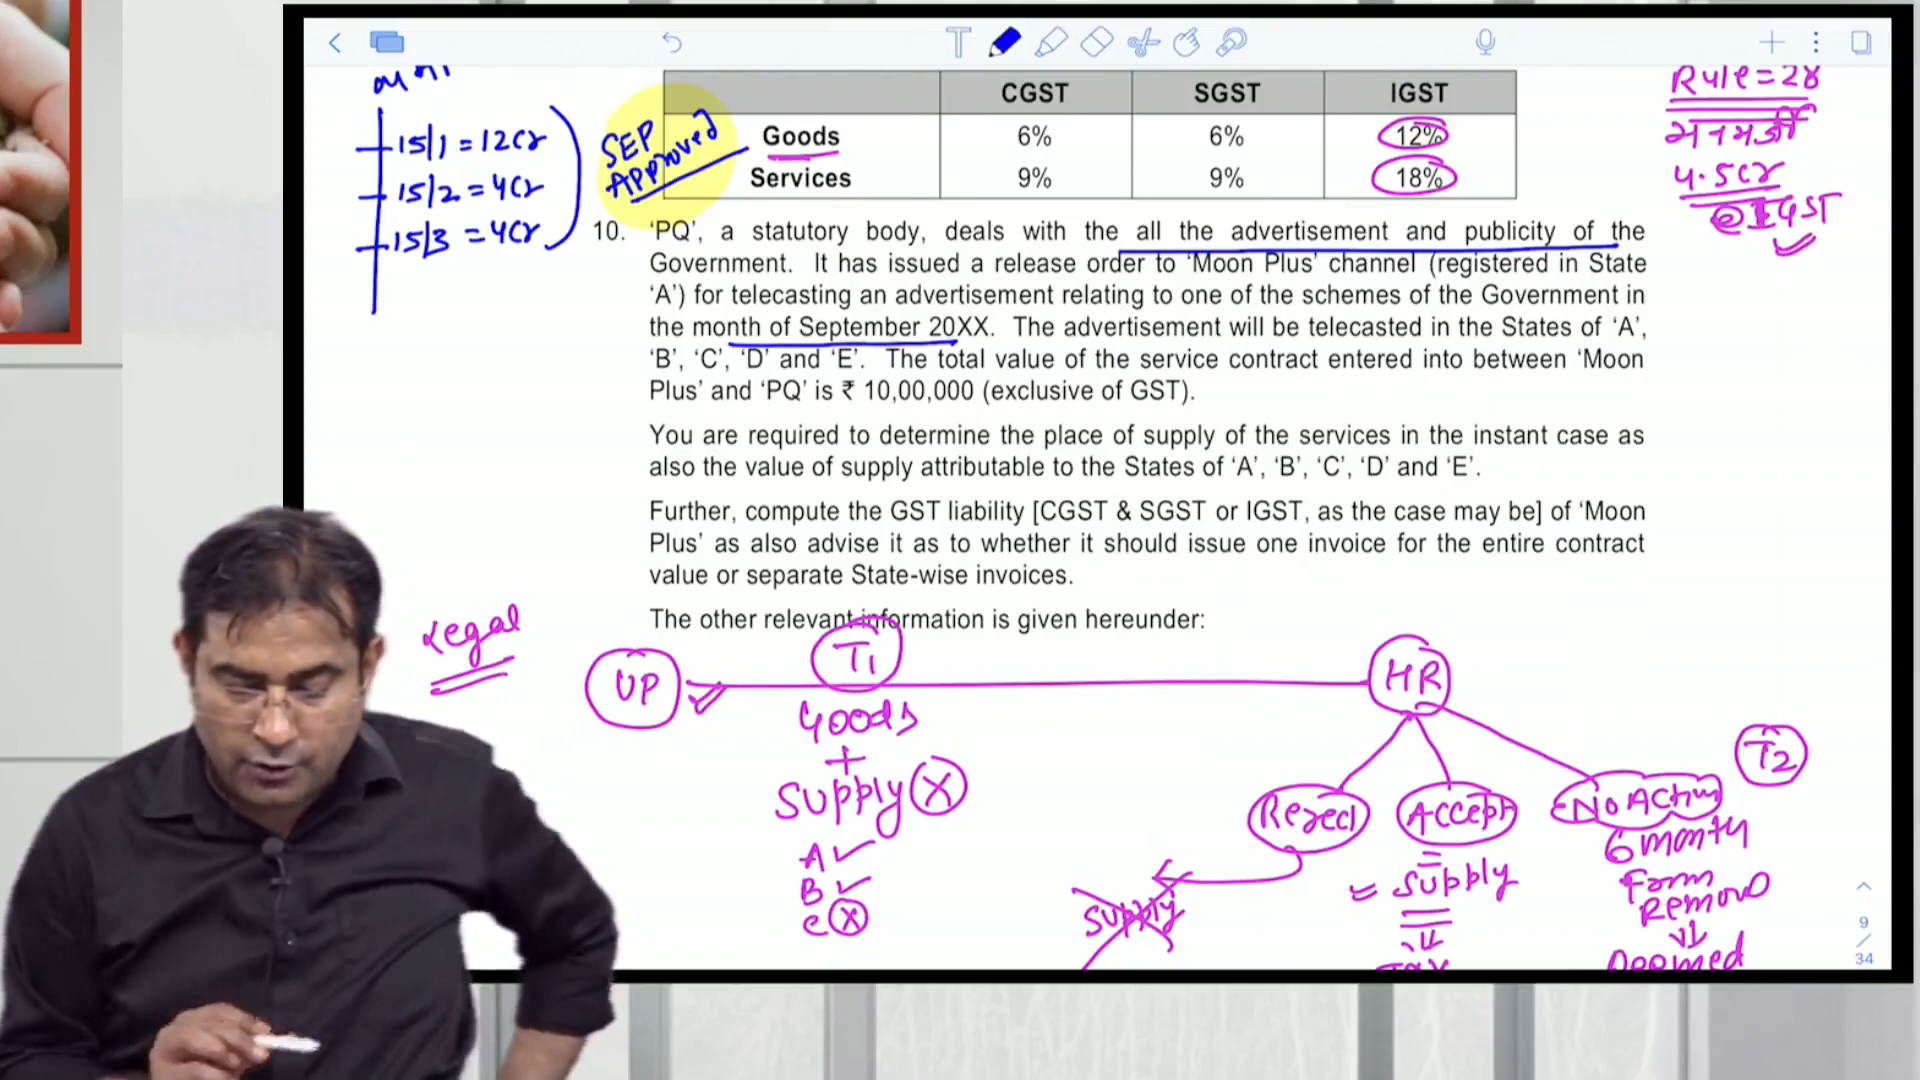 CGST SGST IGST
Goods 6% 6% 12%
Services 9% 9% 18%
15/1 = 12Cr
15/2 = 4Cr
15/3 = 4Cr
SEP
Approved
Rule = 28
4.5Cr
@ IGST
10. ‘PQ’, a statutory body, deals with the all the advertisement and publicity of the
Government. It has issued a release order to ‘Moon Plus’ channel (registered in State
‘A’) for telecasting an advertisement relating to one of the schemes of the Government in
the month of September 20XX. The advertisement will be telecasted in the States of ‘A’,
‘B’, ‘C’, ‘D’ and ‘E’. The total value of the service contract entered into between ‘Moon
Plus’ and ‘PQ’ is ₹ 10,00,000 (exclusive of GST).
You are required to determine the place of supply of the services in the instant case as
also the value of supply attributable to the States of ‘A’, ‘B’, ‘C’, ‘D’ and ‘E’.
Further, compute the GST liability [CGST & SGST or IGST, as the case may be] of ‘Moon
Plus’ as also advise it as to whether it should issue one invoice for the entire contract
value or separate State-wise invoices.
The other relevant information is given hereunder:
Legal
UP T1 HR
Goods
+
Supply X
A ✓
B ✓
C X
T2
Reject Accept No Action
6 month
Form
Removal
Supply
= Supply
Deemed
9
/
34